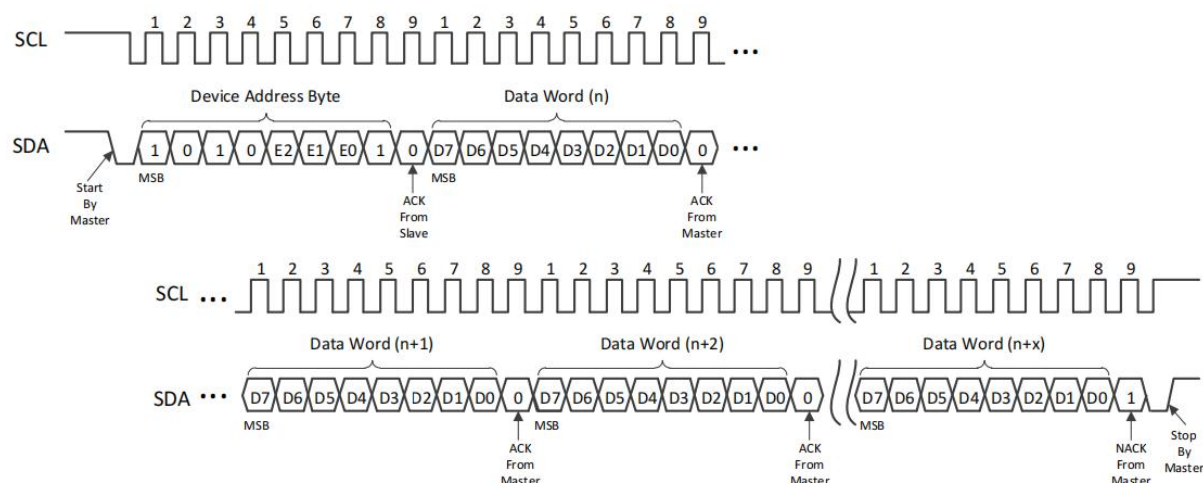 1 2 3 4 5 6 7 8 9 1 2 3 4 5 6 7 8 9
SCL ...
Device Address Byte Data Word (n)
SDA 1 0 1 0 E2 E1 E0 1 0 D7 D6 D5 D4 D3 D2 D1 D0 0 ...
MSB MSB
Start By Master
ACK From Slave
ACK From Master
1 2 3 4 5 6 7 8 9 1 2 3 4 5 6 7 8 9 1 2 3 4 5 6 7 8 9
SCL ...
Data Word (n+1) Data Word (n+2) Data Word (n+x)
SDA ... D7 D6 D5 D4 D3 D2 D1 D0 0 D7 D6 D5 D4 D3 D2 D1 D0 0 D7 D6 D5 D4 D3 D2 D1 D0 1
MSB MSB MSB
ACK From Master
ACK From Master
NACK From Master
Stop By Master